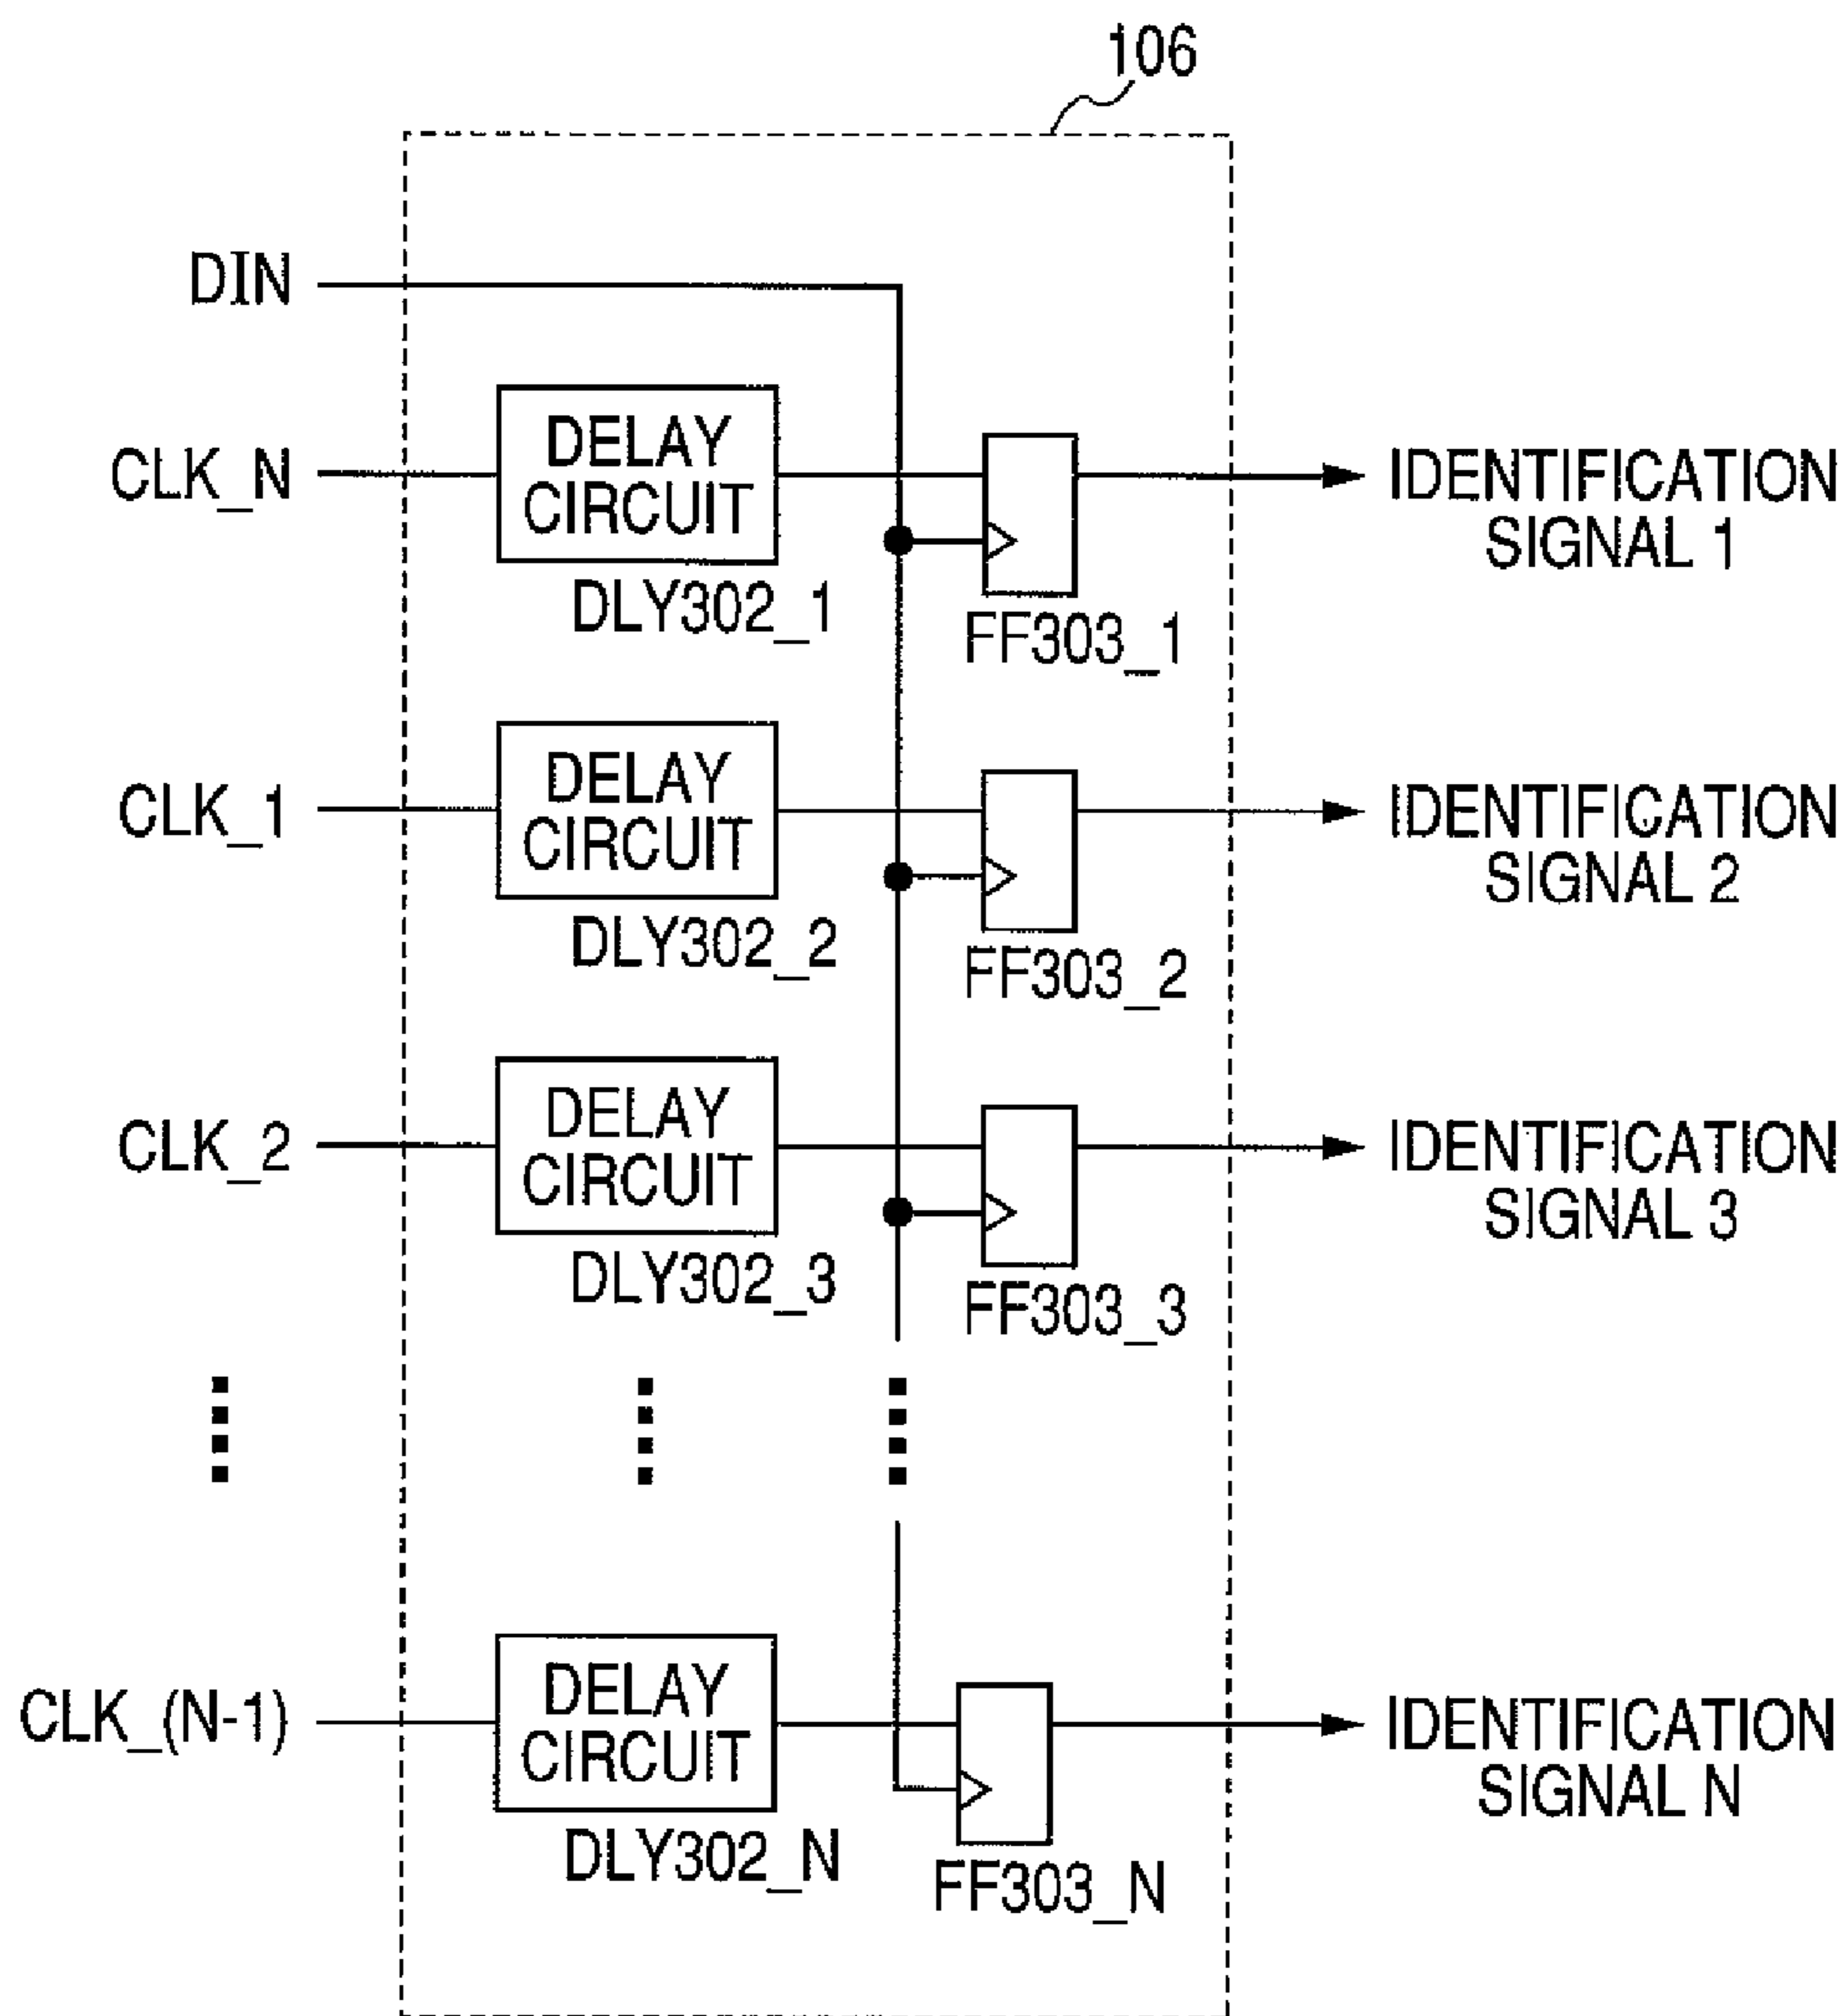 106
DIN
CLK_N
DELAY
CIRCUIT
DLY302_1
FF303_1
IDENTIFICATION
SIGNAL 1
CLK_1
DELAY
CIRCUIT
DLY302_2
FF303_2
IDENTIFICATION
SIGNAL 2
CLK_2
DELAY
CIRCUIT
DLY302_3
FF303_3
IDENTIFICATION
SIGNAL 3
CLK_(N-1)
DELAY
CIRCUIT
DLY302_N
FF303_N
IDENTIFICATION
SIGNAL N